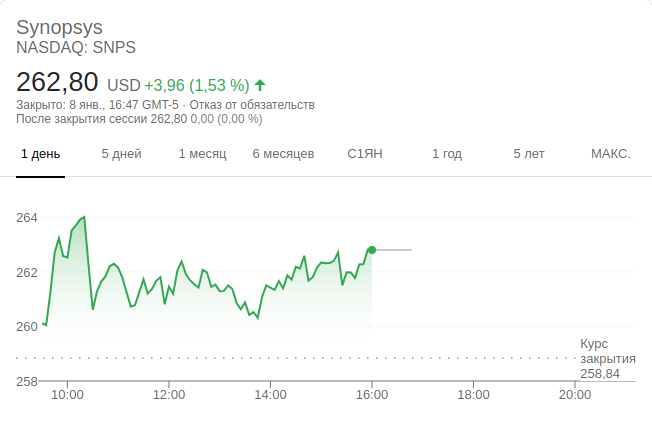 Synopsys
NASDAQ: SNPS
262,80 USD +3,96 (1,53 %)
Закрыто: 8 янв., 16:47 GMT-5 · Отказ от обязательств
После закрытия сессии 262,80 0,00 (0,00 %)
1 день 5 дней 1 месяц 6 месяцев С1ЯН 1 год 5 лет МАКС.
264
262
260
Курс
закрытия
258,84
258
10:00 12:00 14:00 16:00 18:00 20:00